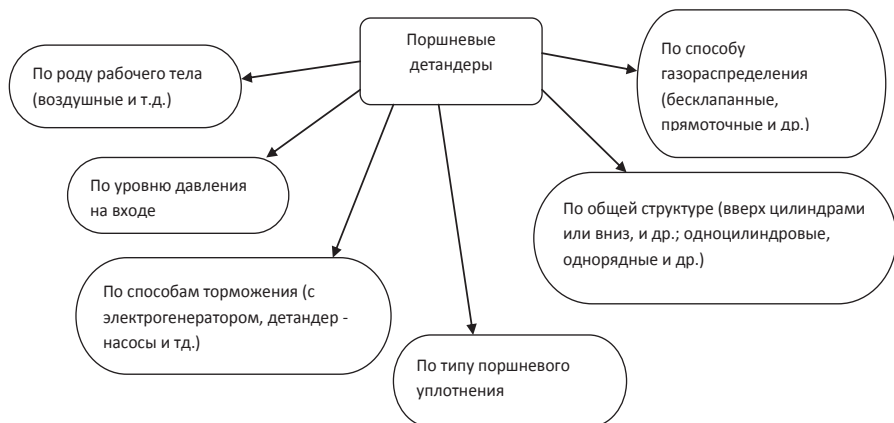 Поршневые
детандеры
По роду рабочего тела
(воздушные и т.д.)
По способу
газораспределения
(бесклапанные,
прямоточные и др.)
По уровню давления
на входе
По общей структуре (вверх цилиндрами
или вниз, и др.; одноцилиндровые,
однорядные и др.)
По способам торможения (с
электрогенератором, детандер -
насосы и тд.)
По типу поршневого
уплотнения